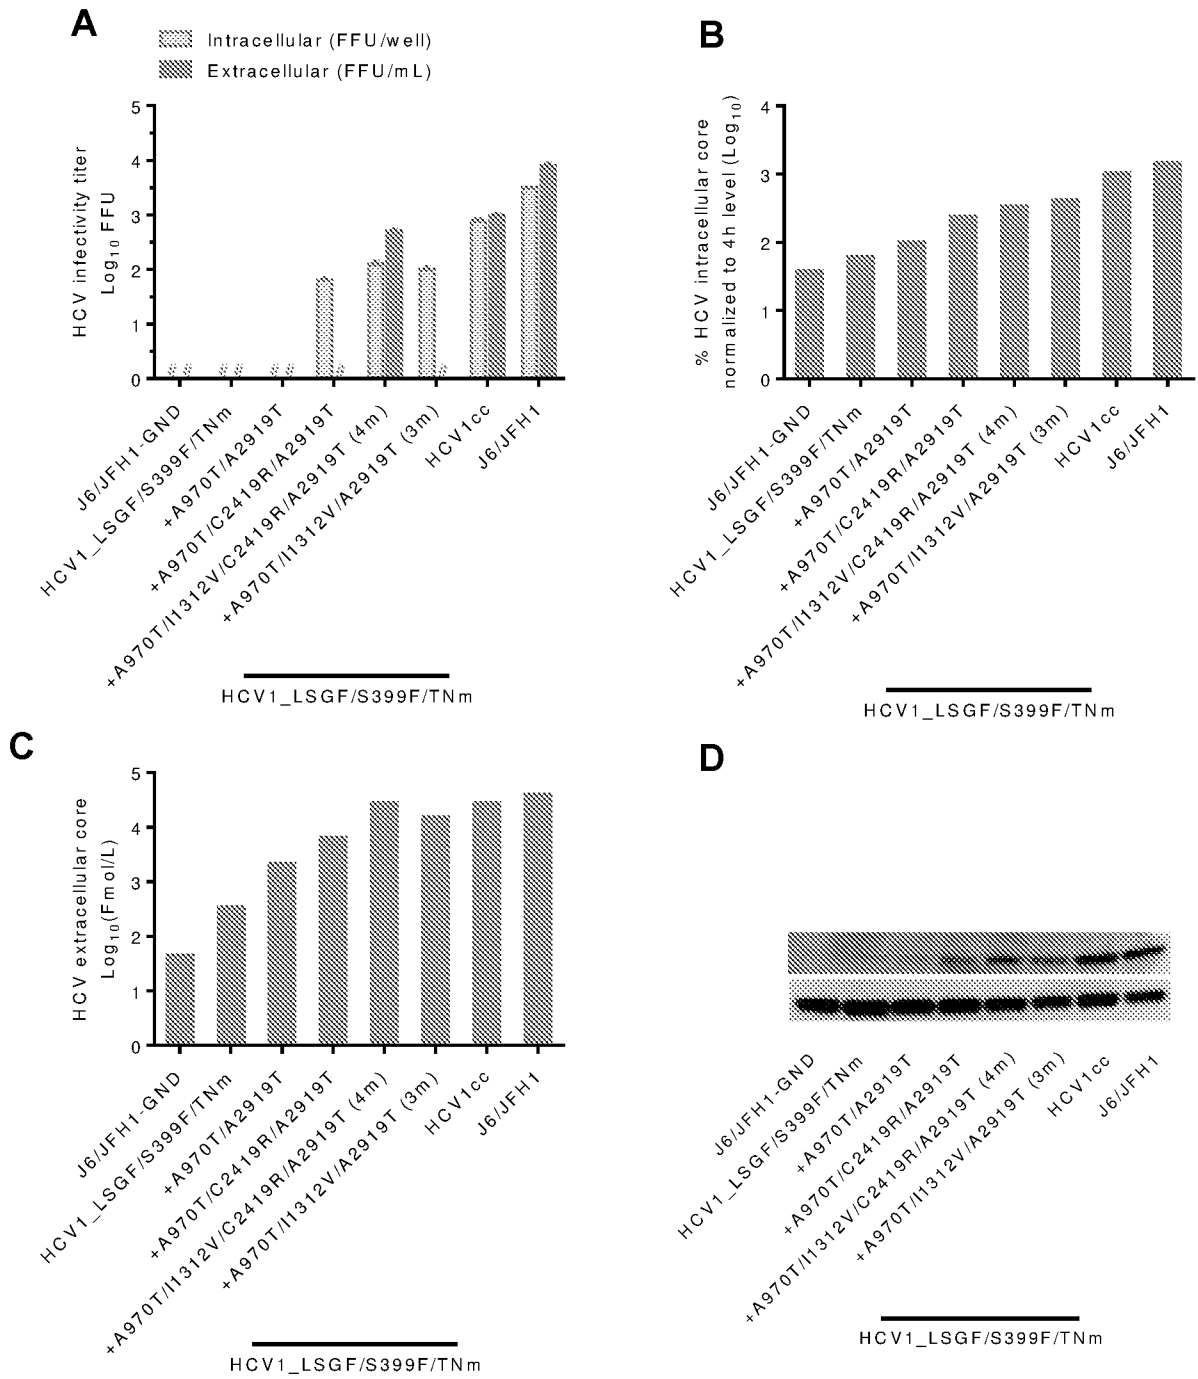 A
Intracellular (FFU/well)
Extracellular (FFU/mL)
HCV infectivity titer
Log10 FFU
5
4
3
2
1
0
J6/JFH1-GND
HCV1_LSGF/S399F/TNm
+A970T/A2919T
+A970T/C2419R/A2919T
+A970T/I1312V/C2419R/A2919T (4m)
+A970T/I1312V/A2919T (3m)
HCV1cc
J6/JFH1
HCV1_LSGF/S399F/TNm
B
% HCV intracellular core
normalized to 4h level (Log10)
4
3
2
1
0
J6/JFH1-GND
HCV1_LSGF/S399F/TNm
+A970T/A2919T
+A970T/C2419R/A2919T
+A970T/I1312V/C2419R/A2919T (4m)
+A970T/I1312V/A2919T (3m)
HCV1cc
J6/JFH1
HCV1_LSGF/S399F/TNm
C
HCV extracellular core
Log10(Fmol/L)
5
4
3
2
1
0
J6/JFH1-GND
HCV1_LSGF/S399F/TNm
+A970T/A2919T
+A970T/C2419R/A2919T
+A970T/I1312V/C2419R/A2919T (4m)
+A970T/I1312V/A2919T (3m)
HCV1cc
J6/JFH1
HCV1_LSGF/S399F/TNm
D
J6/JFH1-GND
HCV1_LSGF/S399F/TNm
+A970T/A2919T
+A970T/C2419R/A2919T
+A970T/I1312V/C2419R/A2919T (4m)
+A970T/I1312V/A2919T (3m)
HCV1cc
J6/JFH1
HCV1_LSGF/S399F/TNm